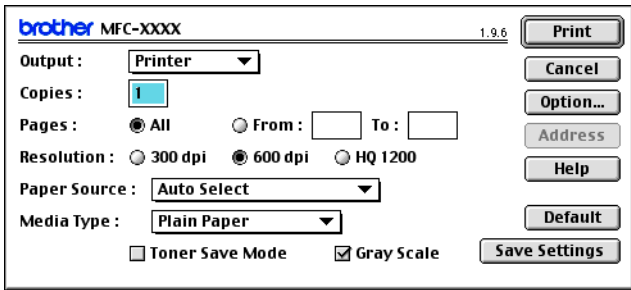 brother MFC-XXXX 1.9.6 Print
Output : Printer Cancel
Copies : 1 Option...
Pages : All From : To : Address
Resolution : 300 dpi 600 dpi HQ 1200 Help
Paper Source : Auto Select
Media Type : Plain Paper Default
Toner Save Mode Gray Scale Save Settings